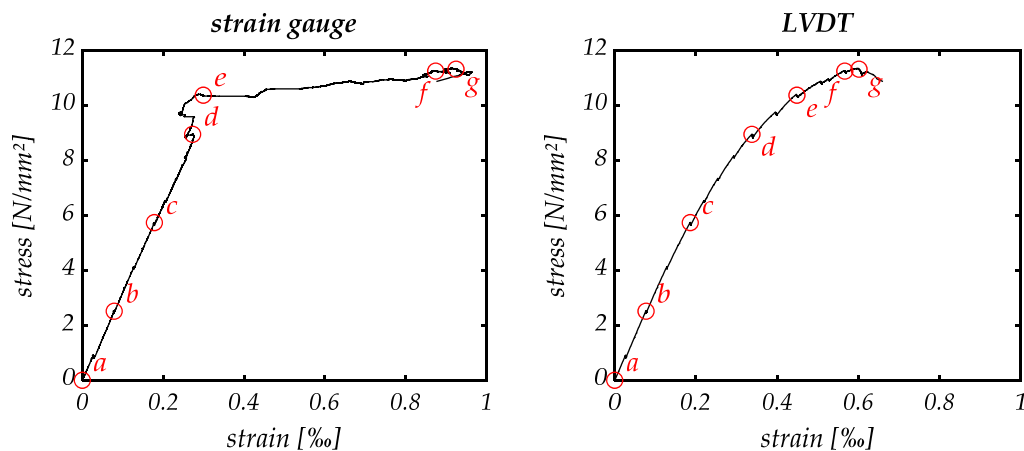 strain gauge
12
10
8
6
4
2
0
0
0.2
0.4
0.6
0.8
1
stress [N/mm²]
strain [‰]
a
b
c
d
e
f
g
LVDT
12
10
8
6
4
2
0
0
0.2
0.4
0.6
0.8
1
stress [N/mm²]
strain [‰]
a
b
c
d
e
f
g